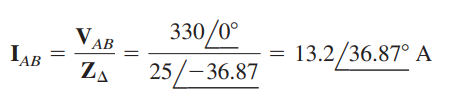 I_AB = V_AB / Z_Δ = 330/0° / 25/−36.87 = 13.2/36.87° A